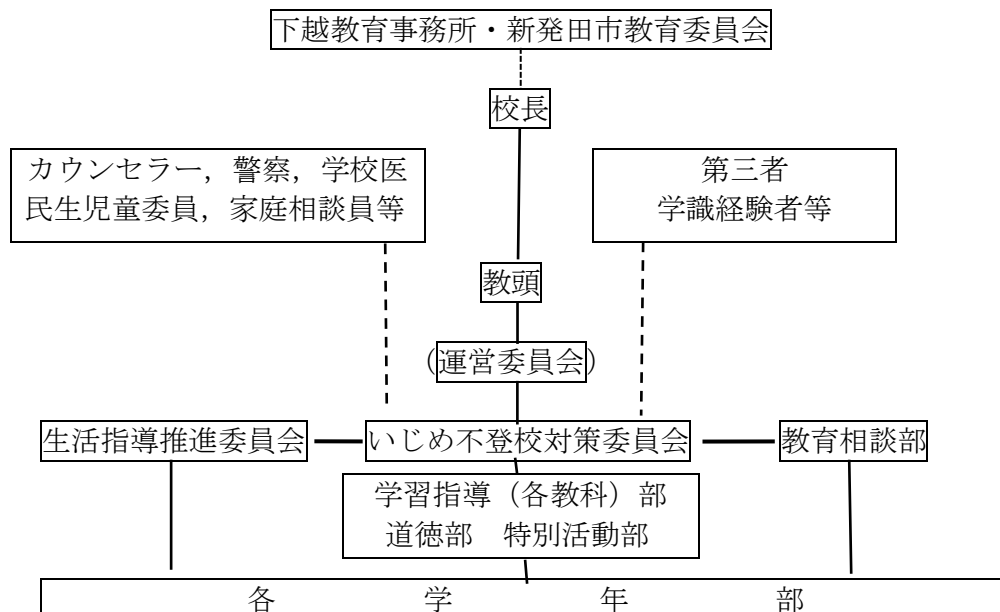 下越教育事務所・新発田市教育委員会
校長
カウンセラー，警察，学校医
民生児童委員，家庭相談員等
第三者
学識経験者等
教頭
（運営委員会）
生活指導推進委員会
いじめ不登校対策委員会
教育相談部
学習指導（各教科）部
道徳部　特別活動部
各　学　年　部